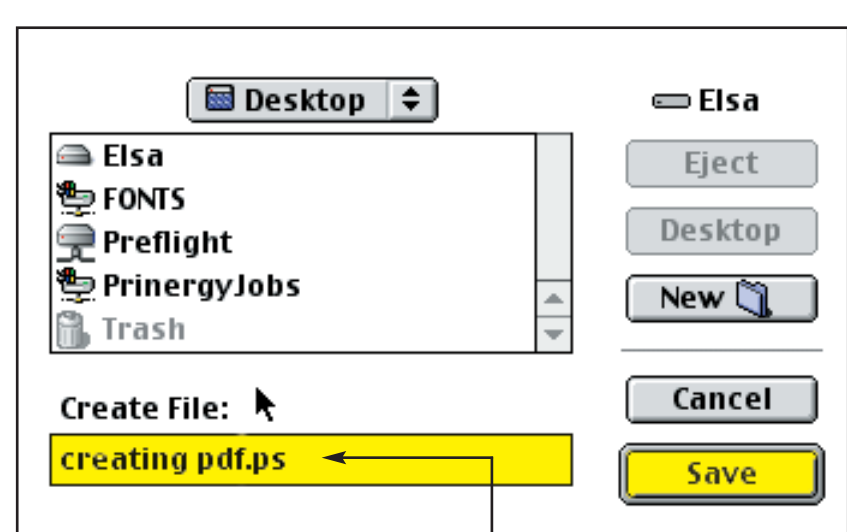 Desktop
Elsa
Elsa
FONTS
Preflight
PrinergyJobs
Trash
Eject
Desktop
New
Create File:
creating pdf.ps
Cancel
Save